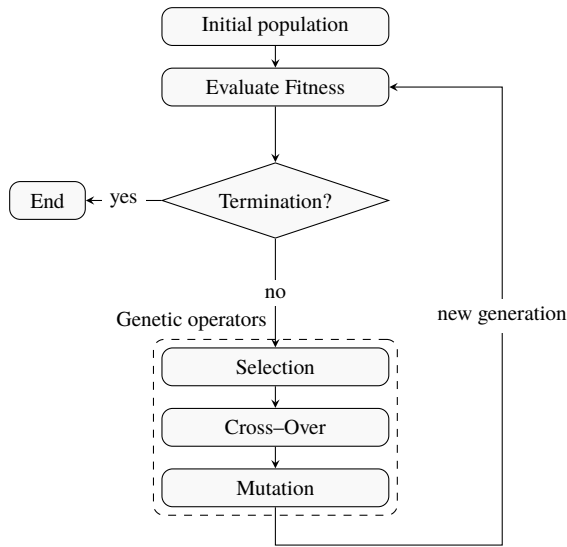 Initial population
Evaluate Fitness
Termination?
yes
End
no
Genetic operators
new generation
Selection
Cross–Over
Mutation